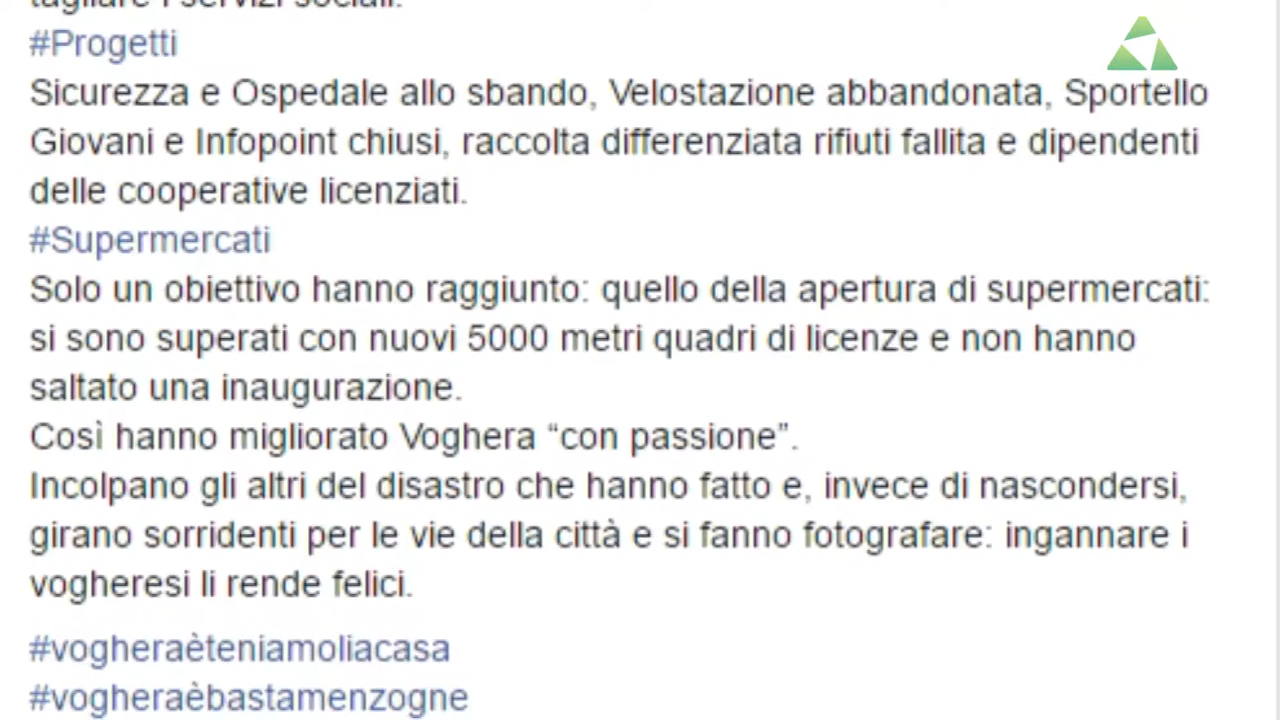 tagliare i servizi sociali.
#Progetti
Sicurezza e Ospedale allo sbando, Velostazione abbandonata, Sportello
Giovani e Infopoint chiusi, raccolta differenziata rifiuti fallita e dipendenti
delle cooperative licenziati.
#Supermercati
Solo un obiettivo hanno raggiunto: quello della apertura di supermercati:
si sono superati con nuovi 5000 metri quadri di licenze e non hanno
saltato una inaugurazione.
Così hanno migliorato Voghera “con passione”.
Incolpano gli altri del disastro che hanno fatto e, invece di nascondersi,
girano sorridenti per le vie della città e si fanno fotografare: ingannare i
vogheresi li rende felici.
#vogheraèteniamoliacasa
#vogheraèbastamenzogne